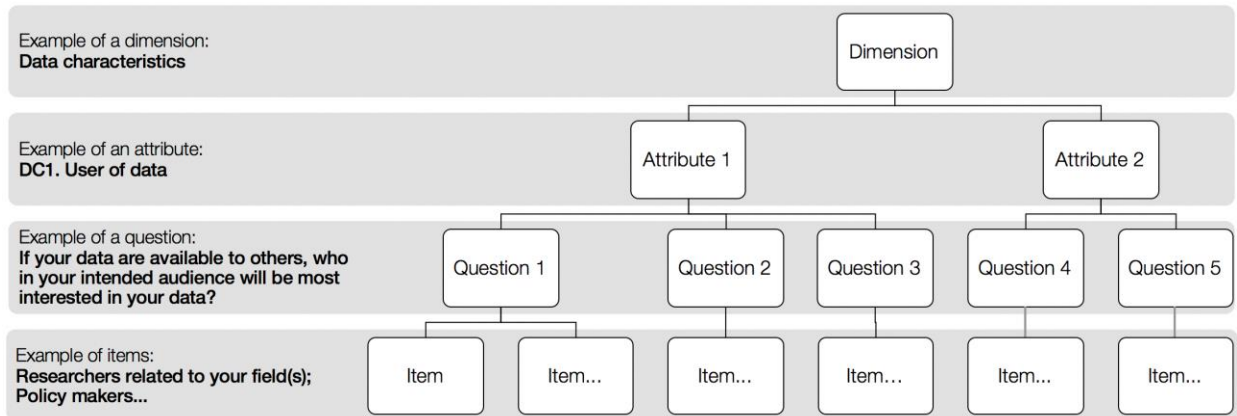 Example of a dimension:
Data characteristics
Dimension
Example of an attribute:
DC1. User of data
Attribute 1
Attribute 2
Example of a question:
If your data are available to others, who
in your intended audience will be most
interested in your data?
Question 1
Question 2
Question 3
Question 4
Question 5
Example of items:
Researchers related to your field(s);
Policy makers...
Item
Item...
Item...
Item...
Item...
Item...